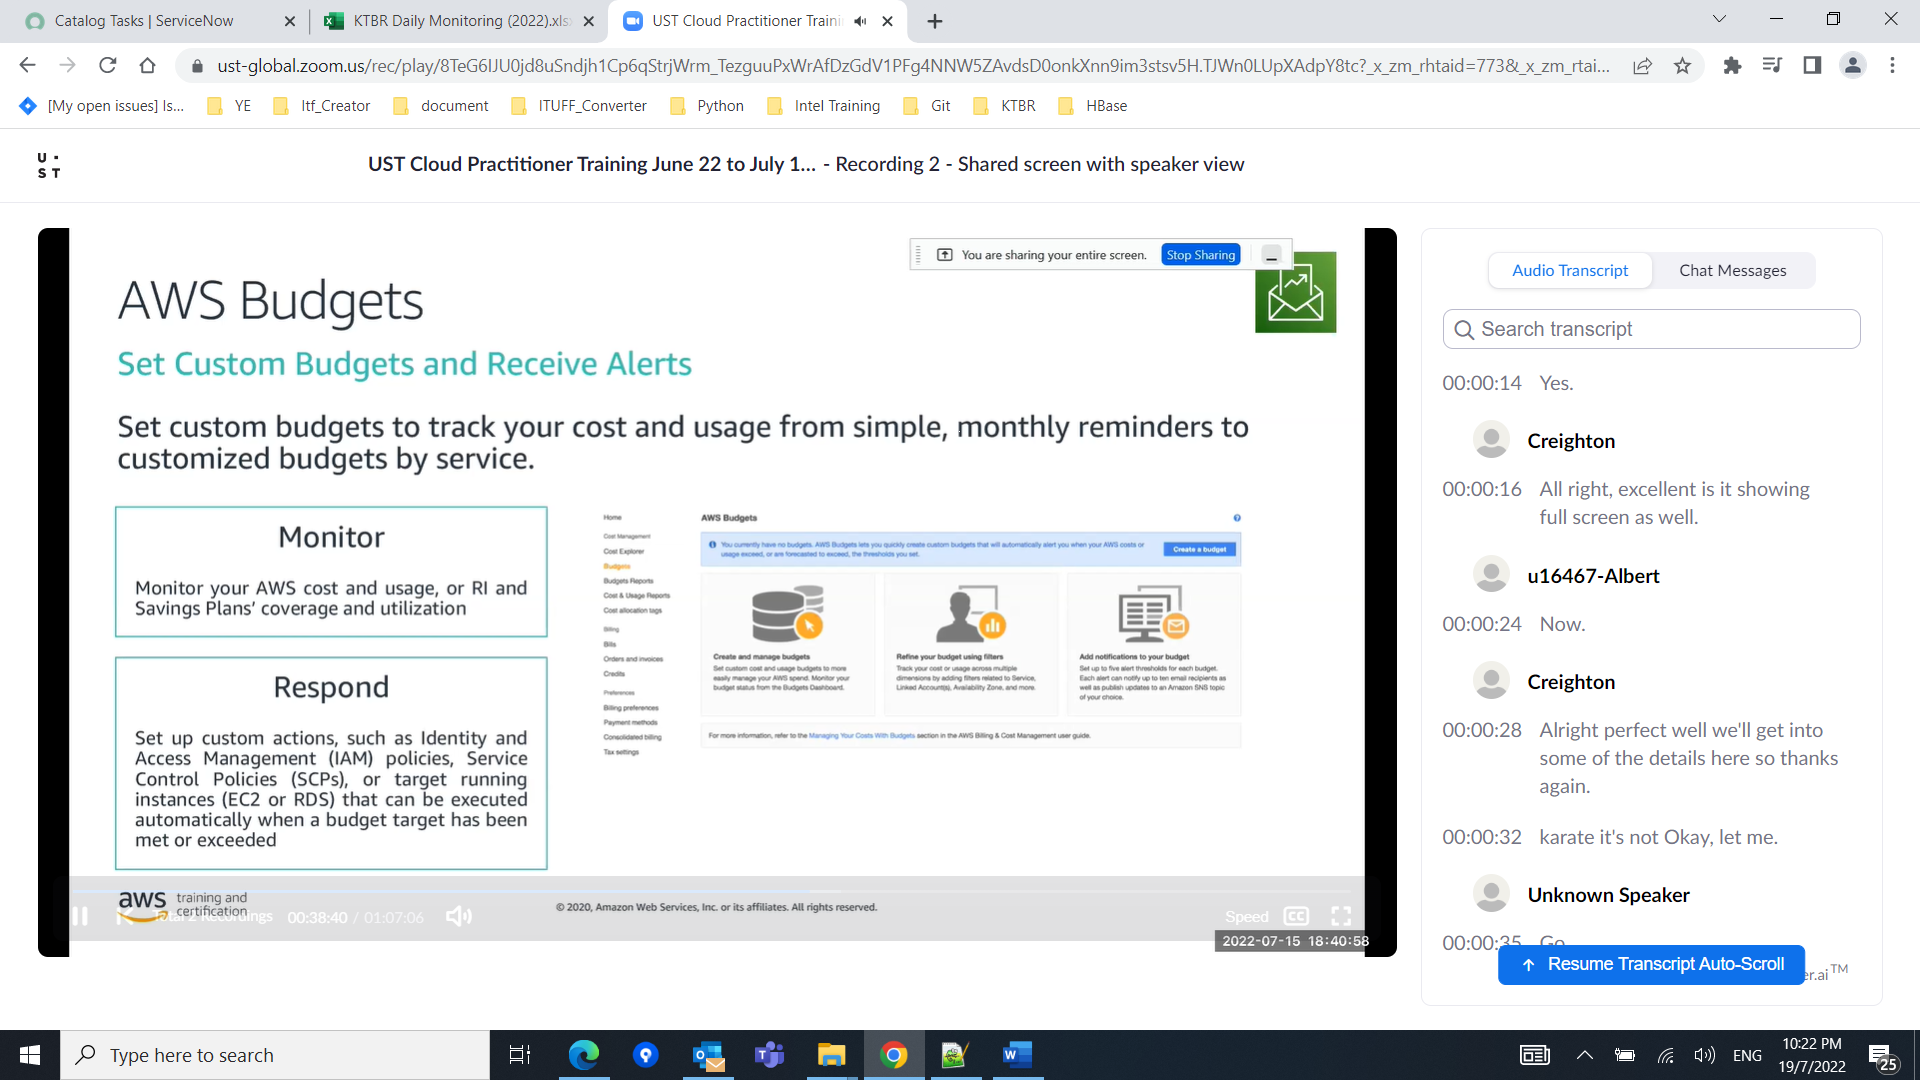 Catalog Tasks | ServiceNow
KTBR Daily Monitoring (2022).xls
UST Cloud Practitioner Traini
ust-global.zoom.us/rec/play/8TeG6IJU0jd8uSndjh1Cp6qStrjWrm_TezguuPxWrAfDzGdV1PFg4NNW5ZAvdsD0onkXnn9im3stsv5H.TJWn0LUpXAdpY8tc?_x_zm_rhtaid=773&_x_zm_rtai...
[My open issues] Is...
YE
Itf_Creator
document
ITUFF_Converter
Python
Intel Training
Git
KTBR
HBase
U·
ST
UST Cloud Practitioner Training June 22 to July 1... - Recording 2 - Shared screen with speaker view
You are sharing your entire screen. Stop Sharing
AWS Budgets
Set Custom Budgets and Receive Alerts
Set custom budgets to track your cost and usage from simple, monthly reminders to
customized budgets by service.
Monitor
Monitor your AWS cost and usage, or RI and
Savings Plans’ coverage and utilization
Respond
Set up custom actions, such as Identity and
Access Management (IAM) policies, Service
Control Policies (SCPs), or target running
instances (EC2 or RDS) that can be executed
automatically when a budget target has been
met or exceeded
Home
Cost Management
Cost Explorer
Budgets
Budgets Reports
Cost & Usage Reports
Cost allocation tags
Billing
Bills
Orders and invoices
Credits
Preferences
Billing preferences
Payment methods
Consolidated billing
Tax settings
AWS Budgets
You currently have no budgets. AWS Budgets lets you quickly create custom budgets that will automatically alert you when your AWS costs or
usage exceed, or are forecasted to exceed, the thresholds you set.
Create a budget
Create and manage budgets
Set custom cost and usage budgets to more
easily manage your AWS spend. Monitor your
budget status from the Budgets Dashboard.
Refine your budget using filters
Track your cost or usage across multiple
dimensions by adding filters related to Service,
Linked Account(s), Availability Zone, and more.
Add notifications to your budget
Set up to five alert thresholds for each budget.
Each alert can notify up to ten email recipients as
well as publish updates to an Amazon SNS topic
of your choice.
For more information, refer to the Managing Your Costs With Budgets section in the AWS Billing & Cost Management user guide.
aws training and
certification
Total 2 Recordings
00:38:40 / 01:07:06
© 2020, Amazon Web Services, Inc. or its affiliates. All rights reserved.
Speed
CC
2022-07-15 18:40:58
Audio Transcript
Chat Messages
Search transcript
00:00:14 Yes.
Creighton
00:00:16 All right, excellent is it showing
full screen as well.
u16467-Albert
00:00:24 Now.
Creighton
00:00:28 Alright perfect well we'll get into
some of the details here so thanks
again.
00:00:32 karate it's not Okay, let me.
Unknown Speaker
00:00:35 Go
Resume Transcript Auto-Scroll
er.ai™
Type here to search
ENG
10:22 PM
19/7/2022
25